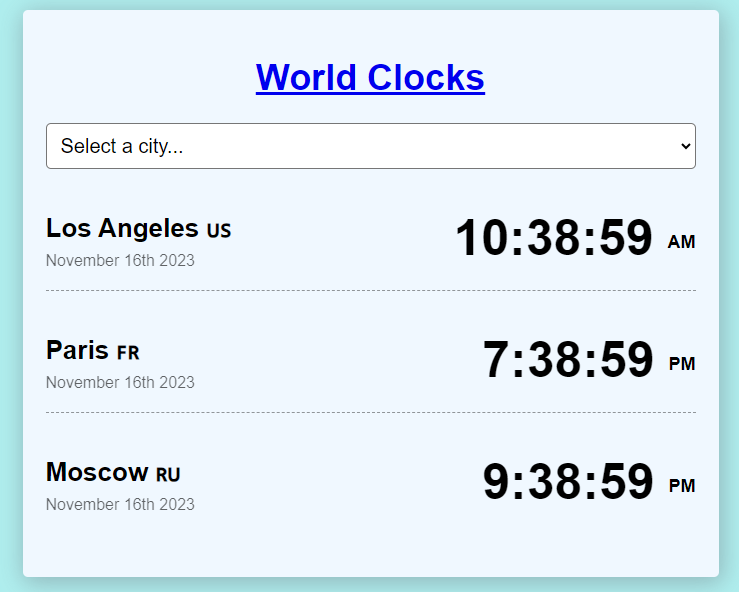 World Clocks
Select a city...
Los Angeles US
10:38:59 AM
November 16th 2023
Paris FR
7:38:59 PM
November 16th 2023
Moscow RU
9:38:59 PM
November 16th 2023